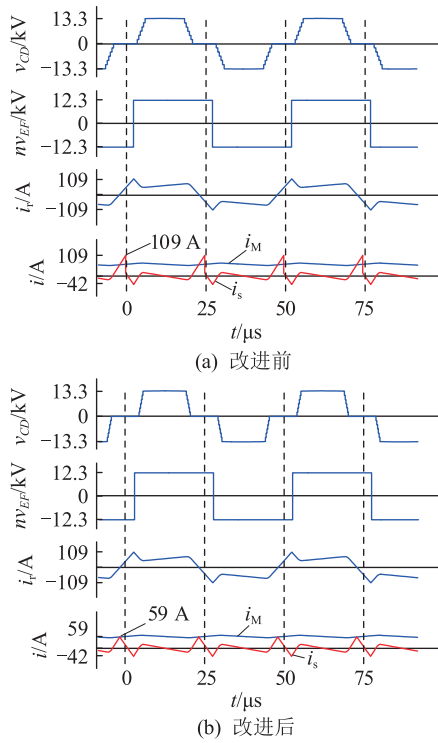 13.3
0
−13.3
v_CD/kV
12.3
0
−12.3
nv_EF/kV
109
−109
i_r/A
109
−42
i/A
109 A
i_M
i_s
0
25
50
75
t/μs
(a) 改进前
13.3
0
−13.3
v_CD/kV
12.3
0
−12.3
nv_EF/kV
109
−109
i_r/A
59
−42
i/A
59 A
i_M
i_s
0
25
50
75
t/μs
(b) 改进后